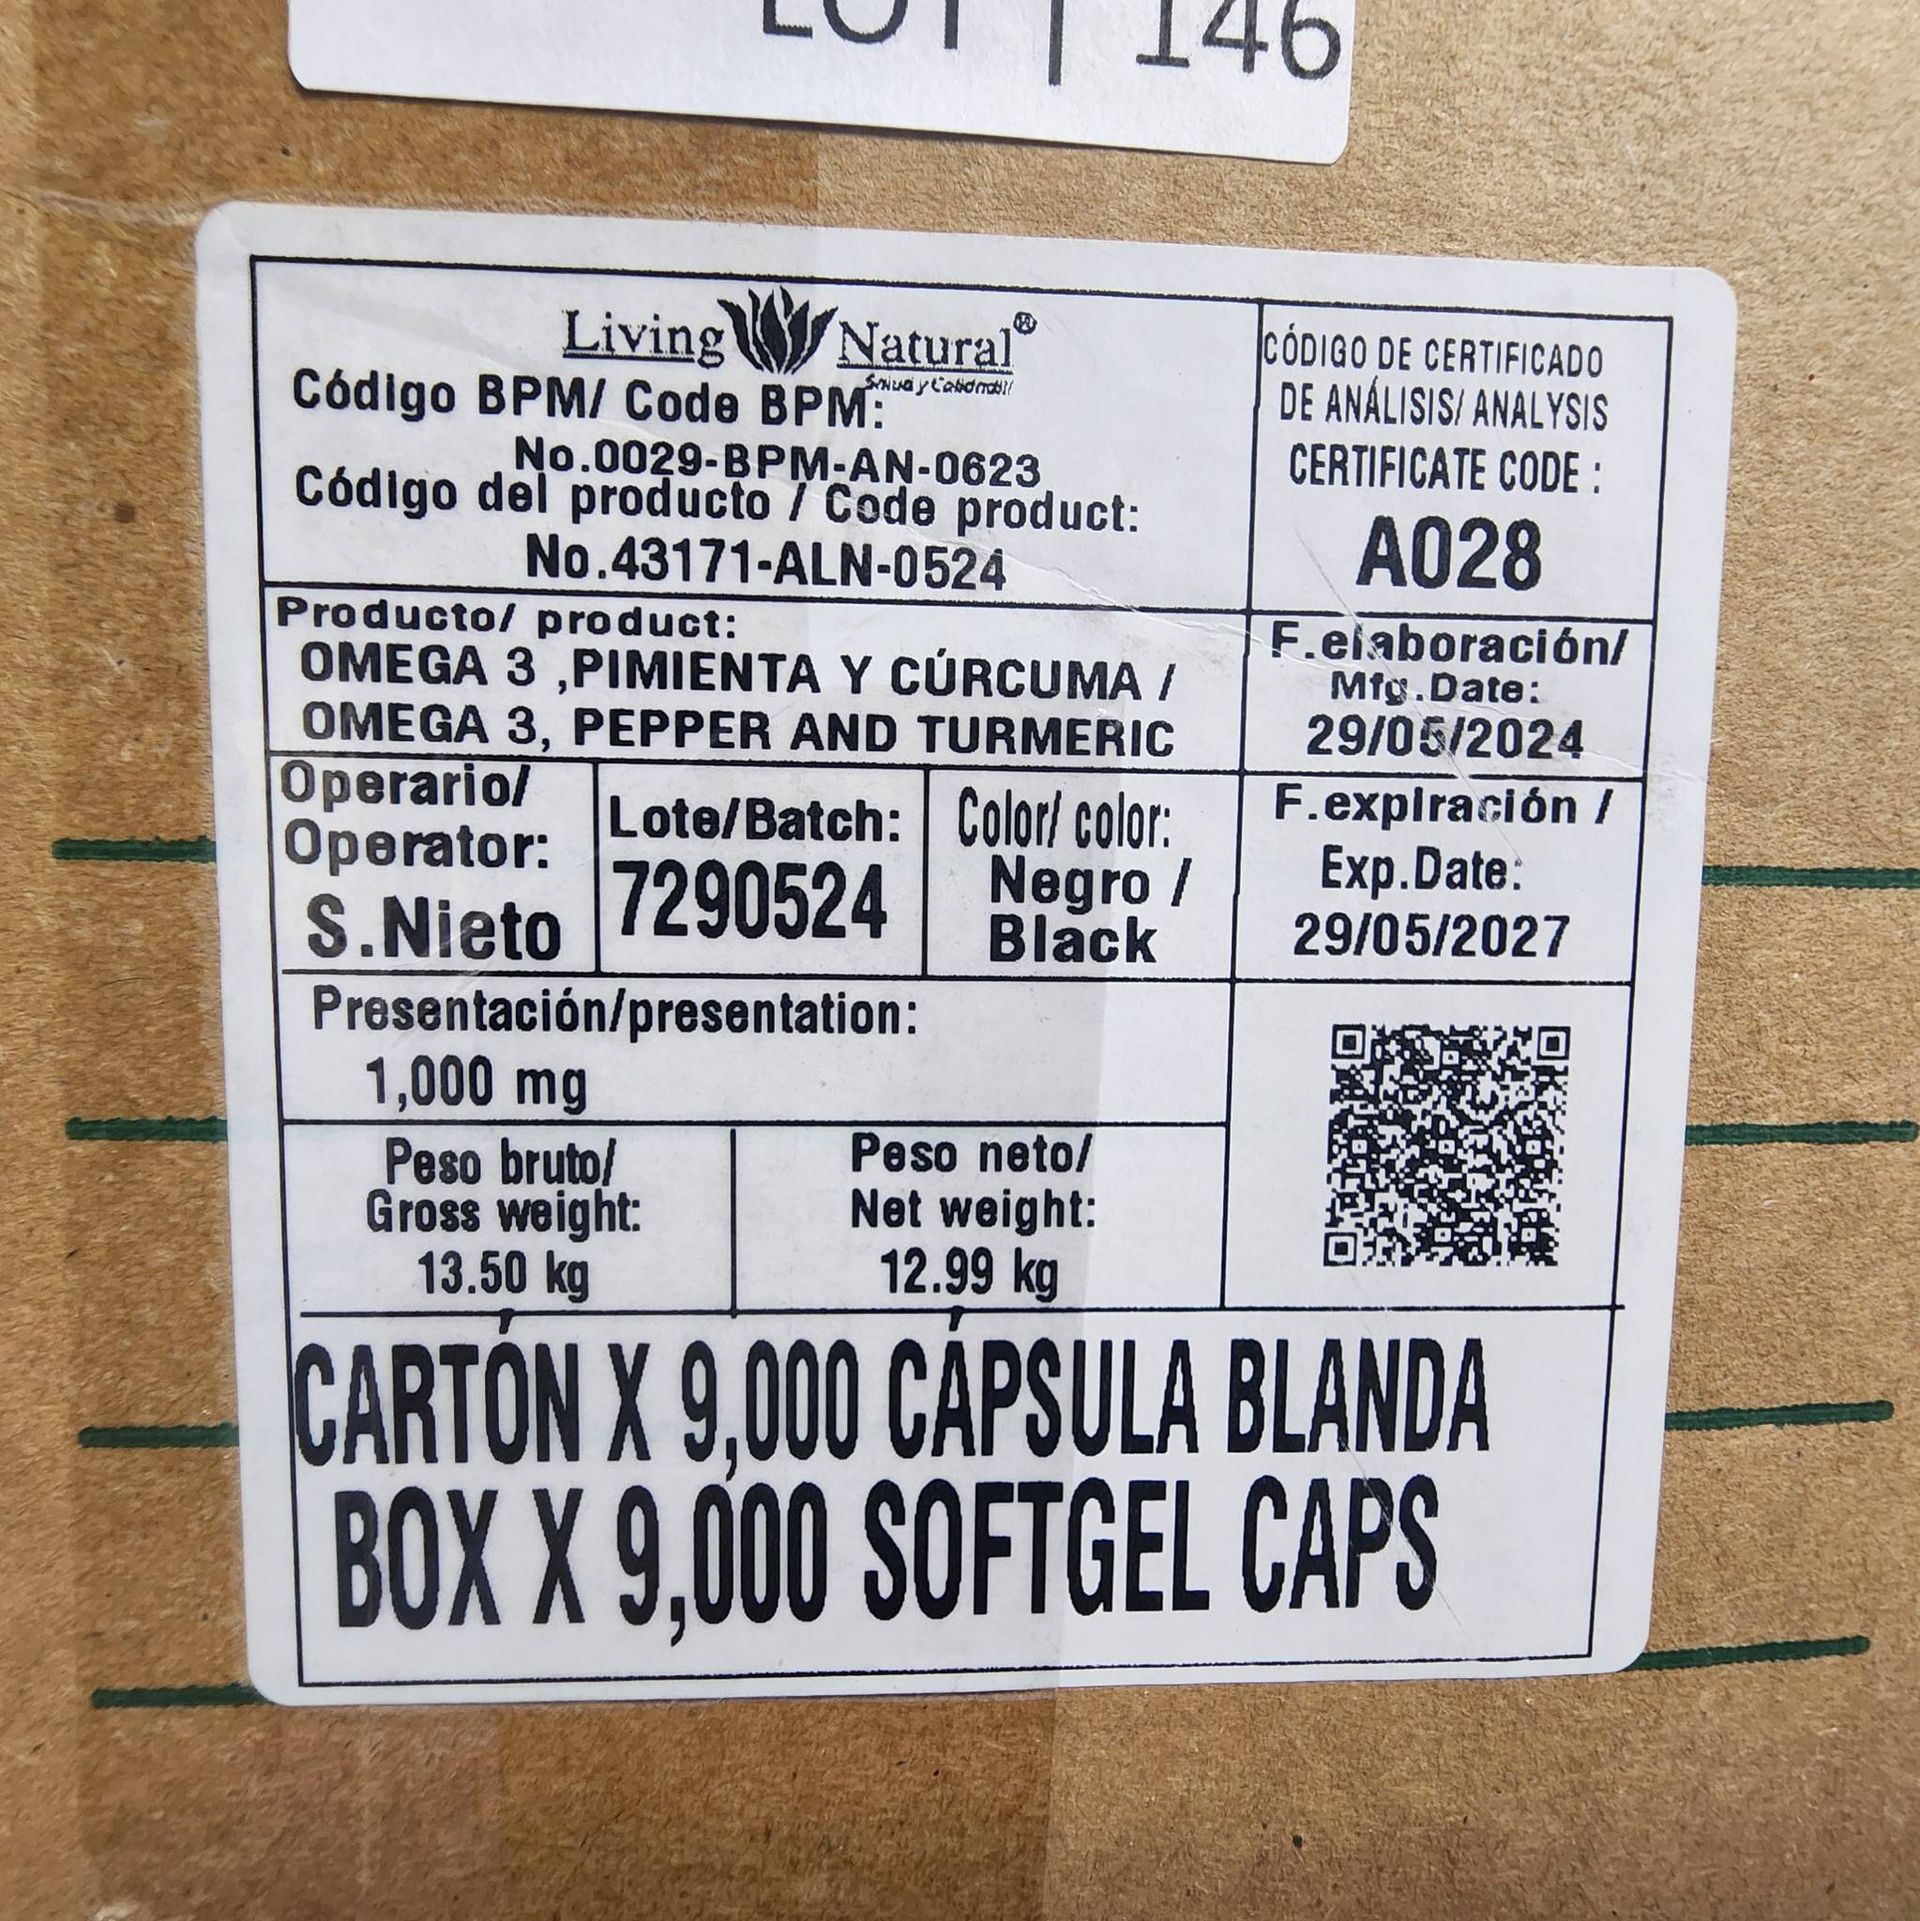 LOT | 146
Living Natural®
Salud y Calidad
Código BPM/ Code BPM:
No.0029-BPM-AN-0623
Código del producto / Code product:
No.43171-ALN-0524
CÓDIGO DE CERTIFICADO
DE ANÁLISIS/ ANALYSIS
CERTIFICATE CODE :
A028
Producto/ product:
OMEGA 3 ,PIMIENTA Y CÚRCUMA /
OMEGA 3, PEPPER AND TURMERIC
F.elaboración/
Mfg.Date:
29/05/2024
Operario/
Operator:
S.Nieto
Lote/Batch:
7290524
Color/ color:
Negro /
Black
F.expiración /
Exp.Date:
29/05/2027
Presentación/presentation:
1,000 mg
Peso bruto/
Gross weight:
13.50 kg
Peso neto/
Net weight:
12.99 kg
CARTÓN X 9,000 CÁPSULA BLANDA
BOX X 9,000 SOFTGEL CAPS